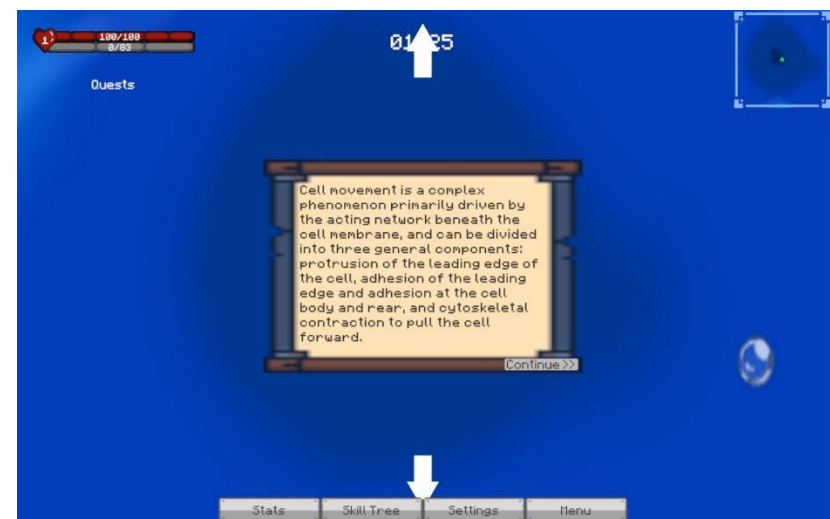 1
100/100
0/83
Quests
Cell movement is a complex
phenomenon primarily driven by
the acting network beneath the
cell membrane, and can be divided
into three general components:
protrusion of the leading edge of
the cell, adhesion of the leading
edge and adhesion at the cell
body and rear, and cytoskeletal
contraction to pull the cell
forward.
Continue >>
Stats
Skill Tree
Settings
Menu